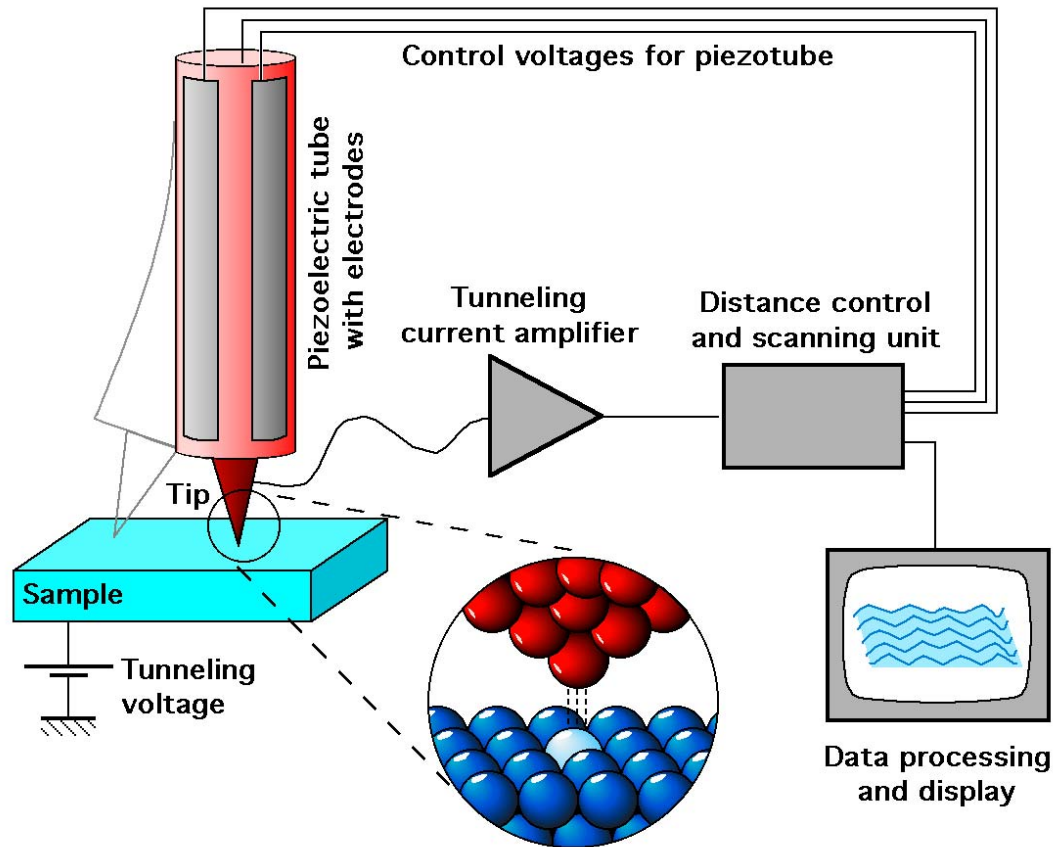 Control voltages for piezotube
Piezoelectric tube
with electrodes
Tunneling
current amplifier
Distance control
and scanning unit
Tip
Sample
Tunneling
voltage
Data processing
and display